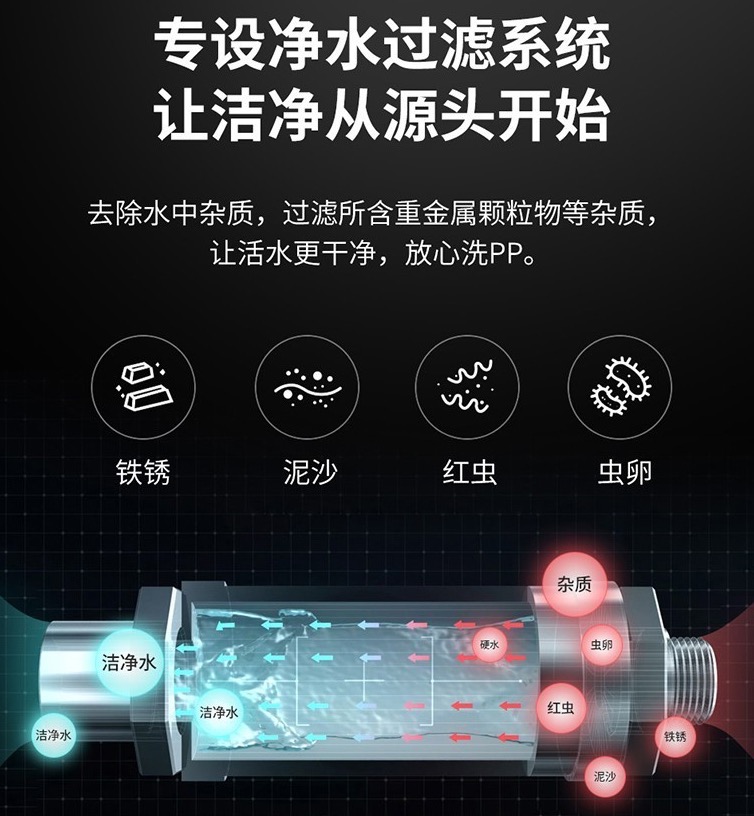 专设净水过滤系统
让洁净从源头开始
去除水中杂质，过滤所含重金属颗粒物等杂质，
让活水更干净，放心洗PP。
铁锈 泥沙 红虫 虫卵
杂质
硬水 虫卵
洁净水
洁净水 红虫
洁净水 铁锈
泥沙